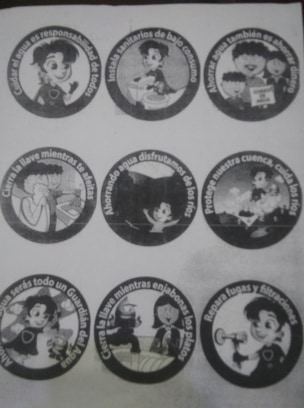 Cuidar el agua es responsabilidad de todos
Instala sanitarios de bajo consumo
Ahorrar agua también es ahorrar dinero
Cierra la llave mientras te afeitas
Ahorrando agua disfrutamos de los ríos
Protege nuestra cuenca, cuida los ríos
agua serás todo un Guardián del Agua
Cierra la llave mientras enjabonas los platos
Repara fugas y filtraciones